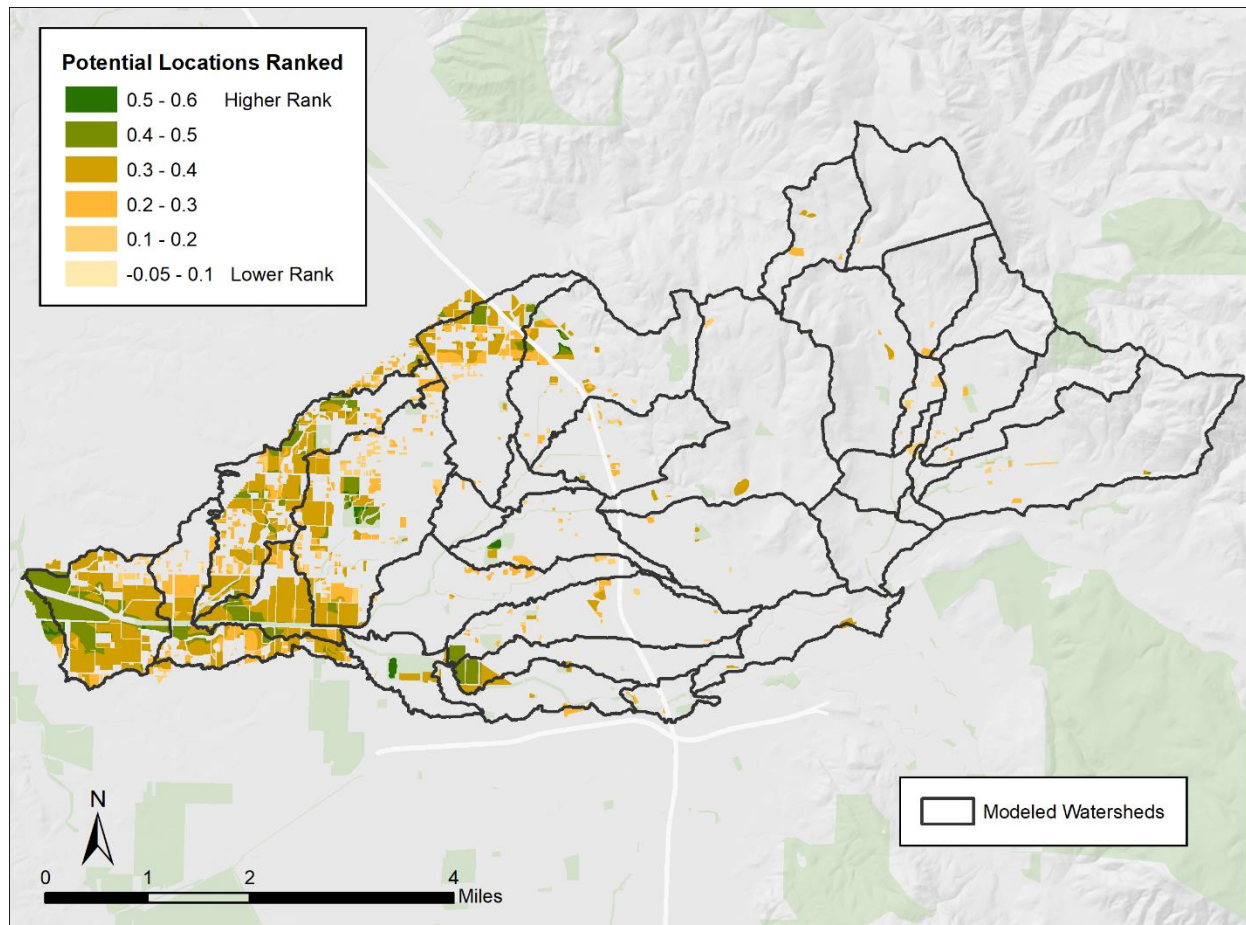 Potential Locations Ranked
0.5 - 0.6 Higher Rank
0.4 - 0.5
0.3 - 0.4
0.2 - 0.3
0.1 - 0.2
-0.05 - 0.1 Lower Rank
Modeled Watersheds
N
0 1 2 4
Miles